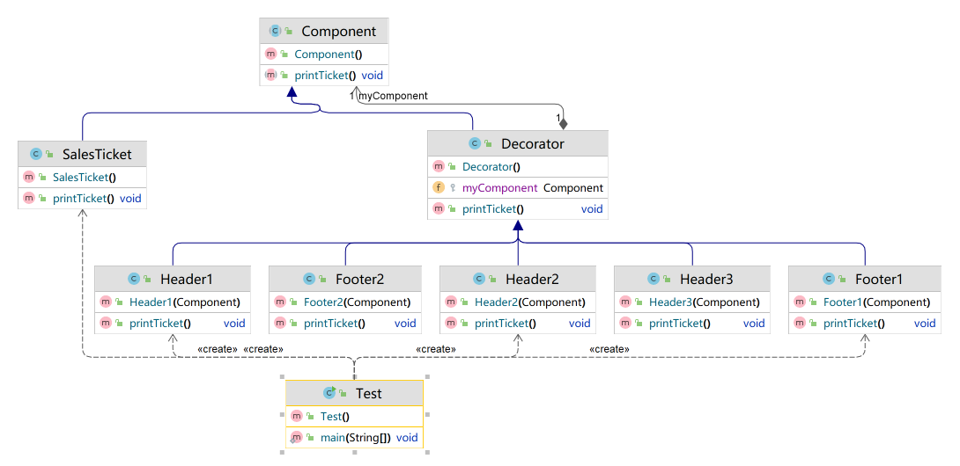 Component
Component()
printTicket() void
1 myComponent
1
SalesTicket
SalesTicket()
printTicket() void
Decorator
Decorator()
myComponent Component
printTicket() void
Header1
Header1(Component)
printTicket() void
Footer2
Footer2(Component)
printTicket() void
Header2
Header2(Component)
printTicket() void
Header3
Header3(Component)
printTicket() void
Footer1
Footer1(Component)
printTicket() void
«create» «create» «create» «create»
Test
Test()
main(String[]) void